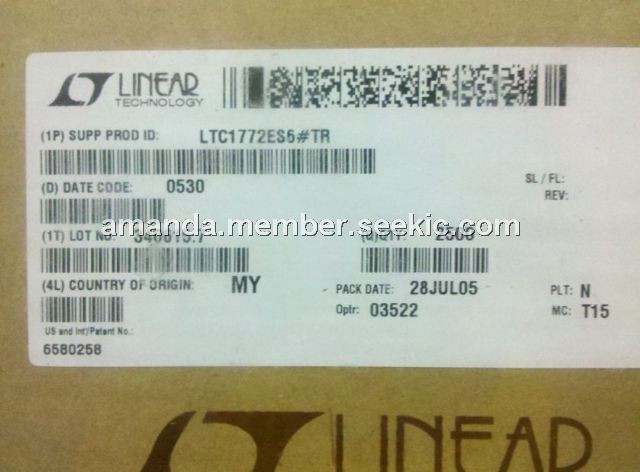 LINEAR
TECHNOLOGY
(1P) SUPP PROD ID: LTC1772ES6#TR
SL / FL:
(D) DATE CODE: 0530
REV:
amanda.member.seekic.com
(1T) LOT NO:
(Q)QTY:
(4L) COUNTRY OF ORIGIN: MY
PACK DATE: 28JUL05
PLT: N
Optr: 03522
MC: T15
US and Int/Patent No.:
6580258
LINEAR